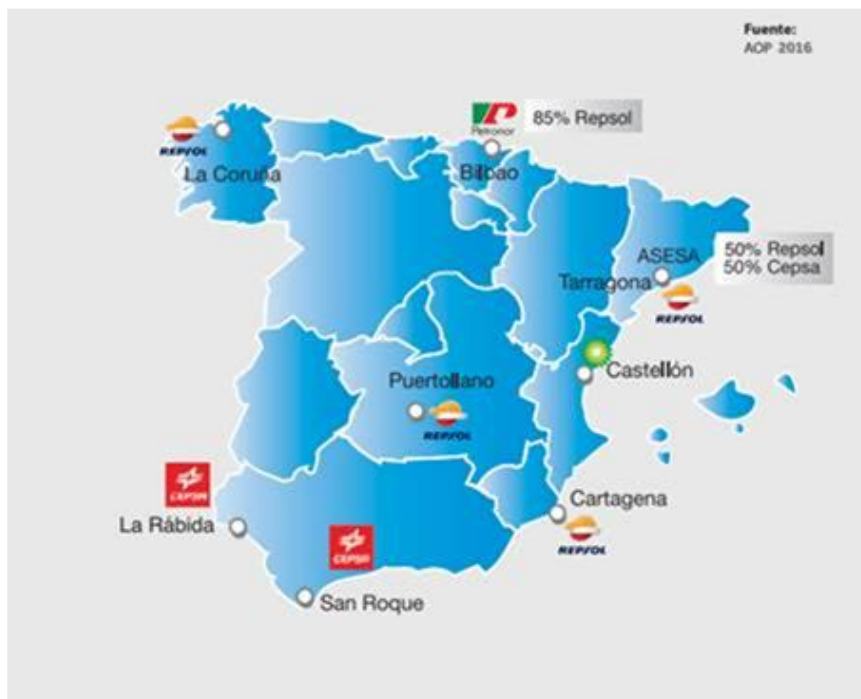 Fuente:
AOP 2016
Petronor
85% Repsol
REPSOL
La Coruña
Bilbao
ASESA
50% Repsol
50% Cepsa
Tarragona
REPSOL
Castellón
Puertollano
REPSOL
CEPSA
La Rábida
Cartagena
REPSOL
CEPSA
San Roque